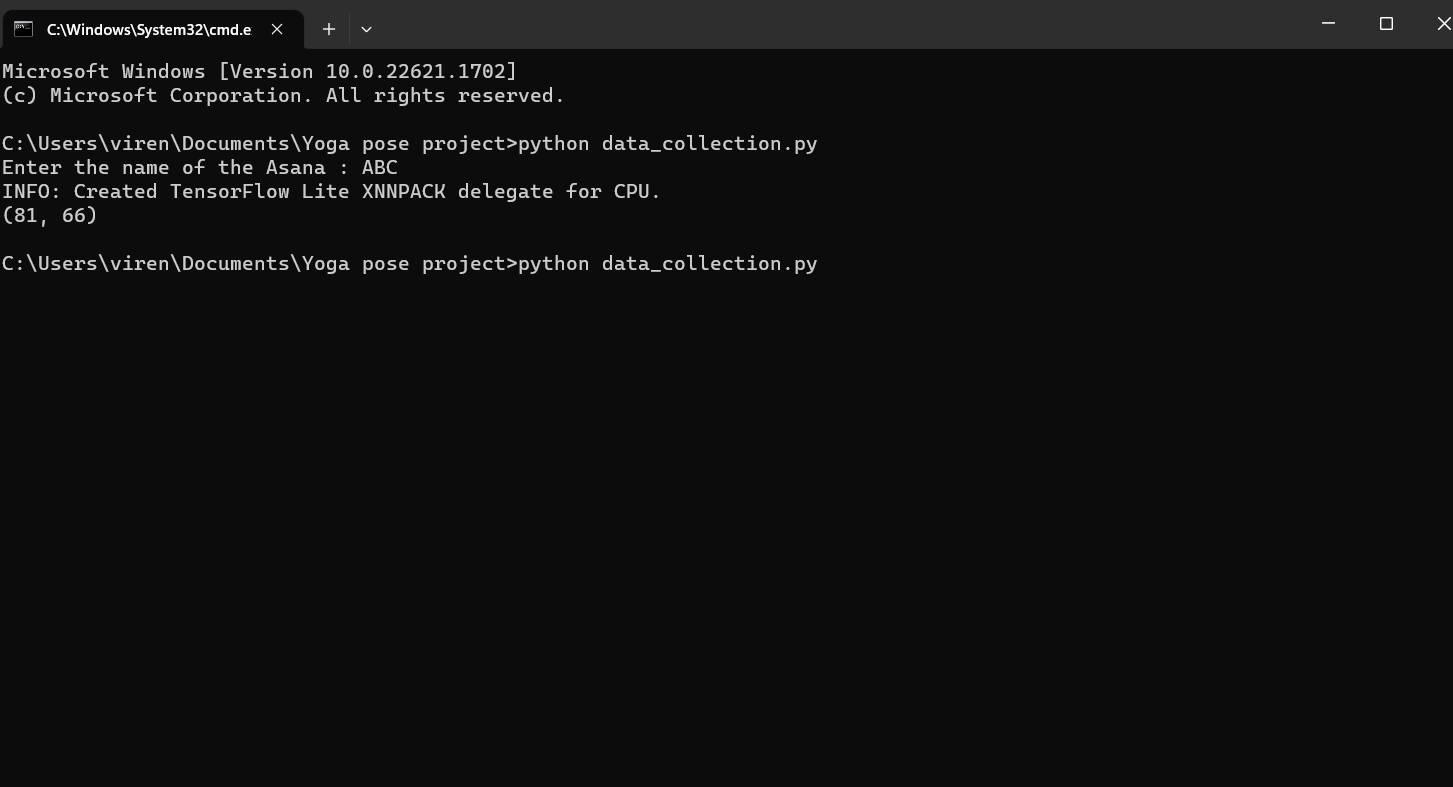 C:\Windows\System32\cmd.e
Microsoft Windows [Version 10.0.22621.1702]
(c) Microsoft Corporation. All rights reserved.
C:\Users\viren\Documents\Yoga pose project>python data_collection.py
Enter the name of the Asana : ABC
INFO: Created TensorFlow Lite XNNPACK delegate for CPU.
(81, 66)
C:\Users\viren\Documents\Yoga pose project>python data_collection.py